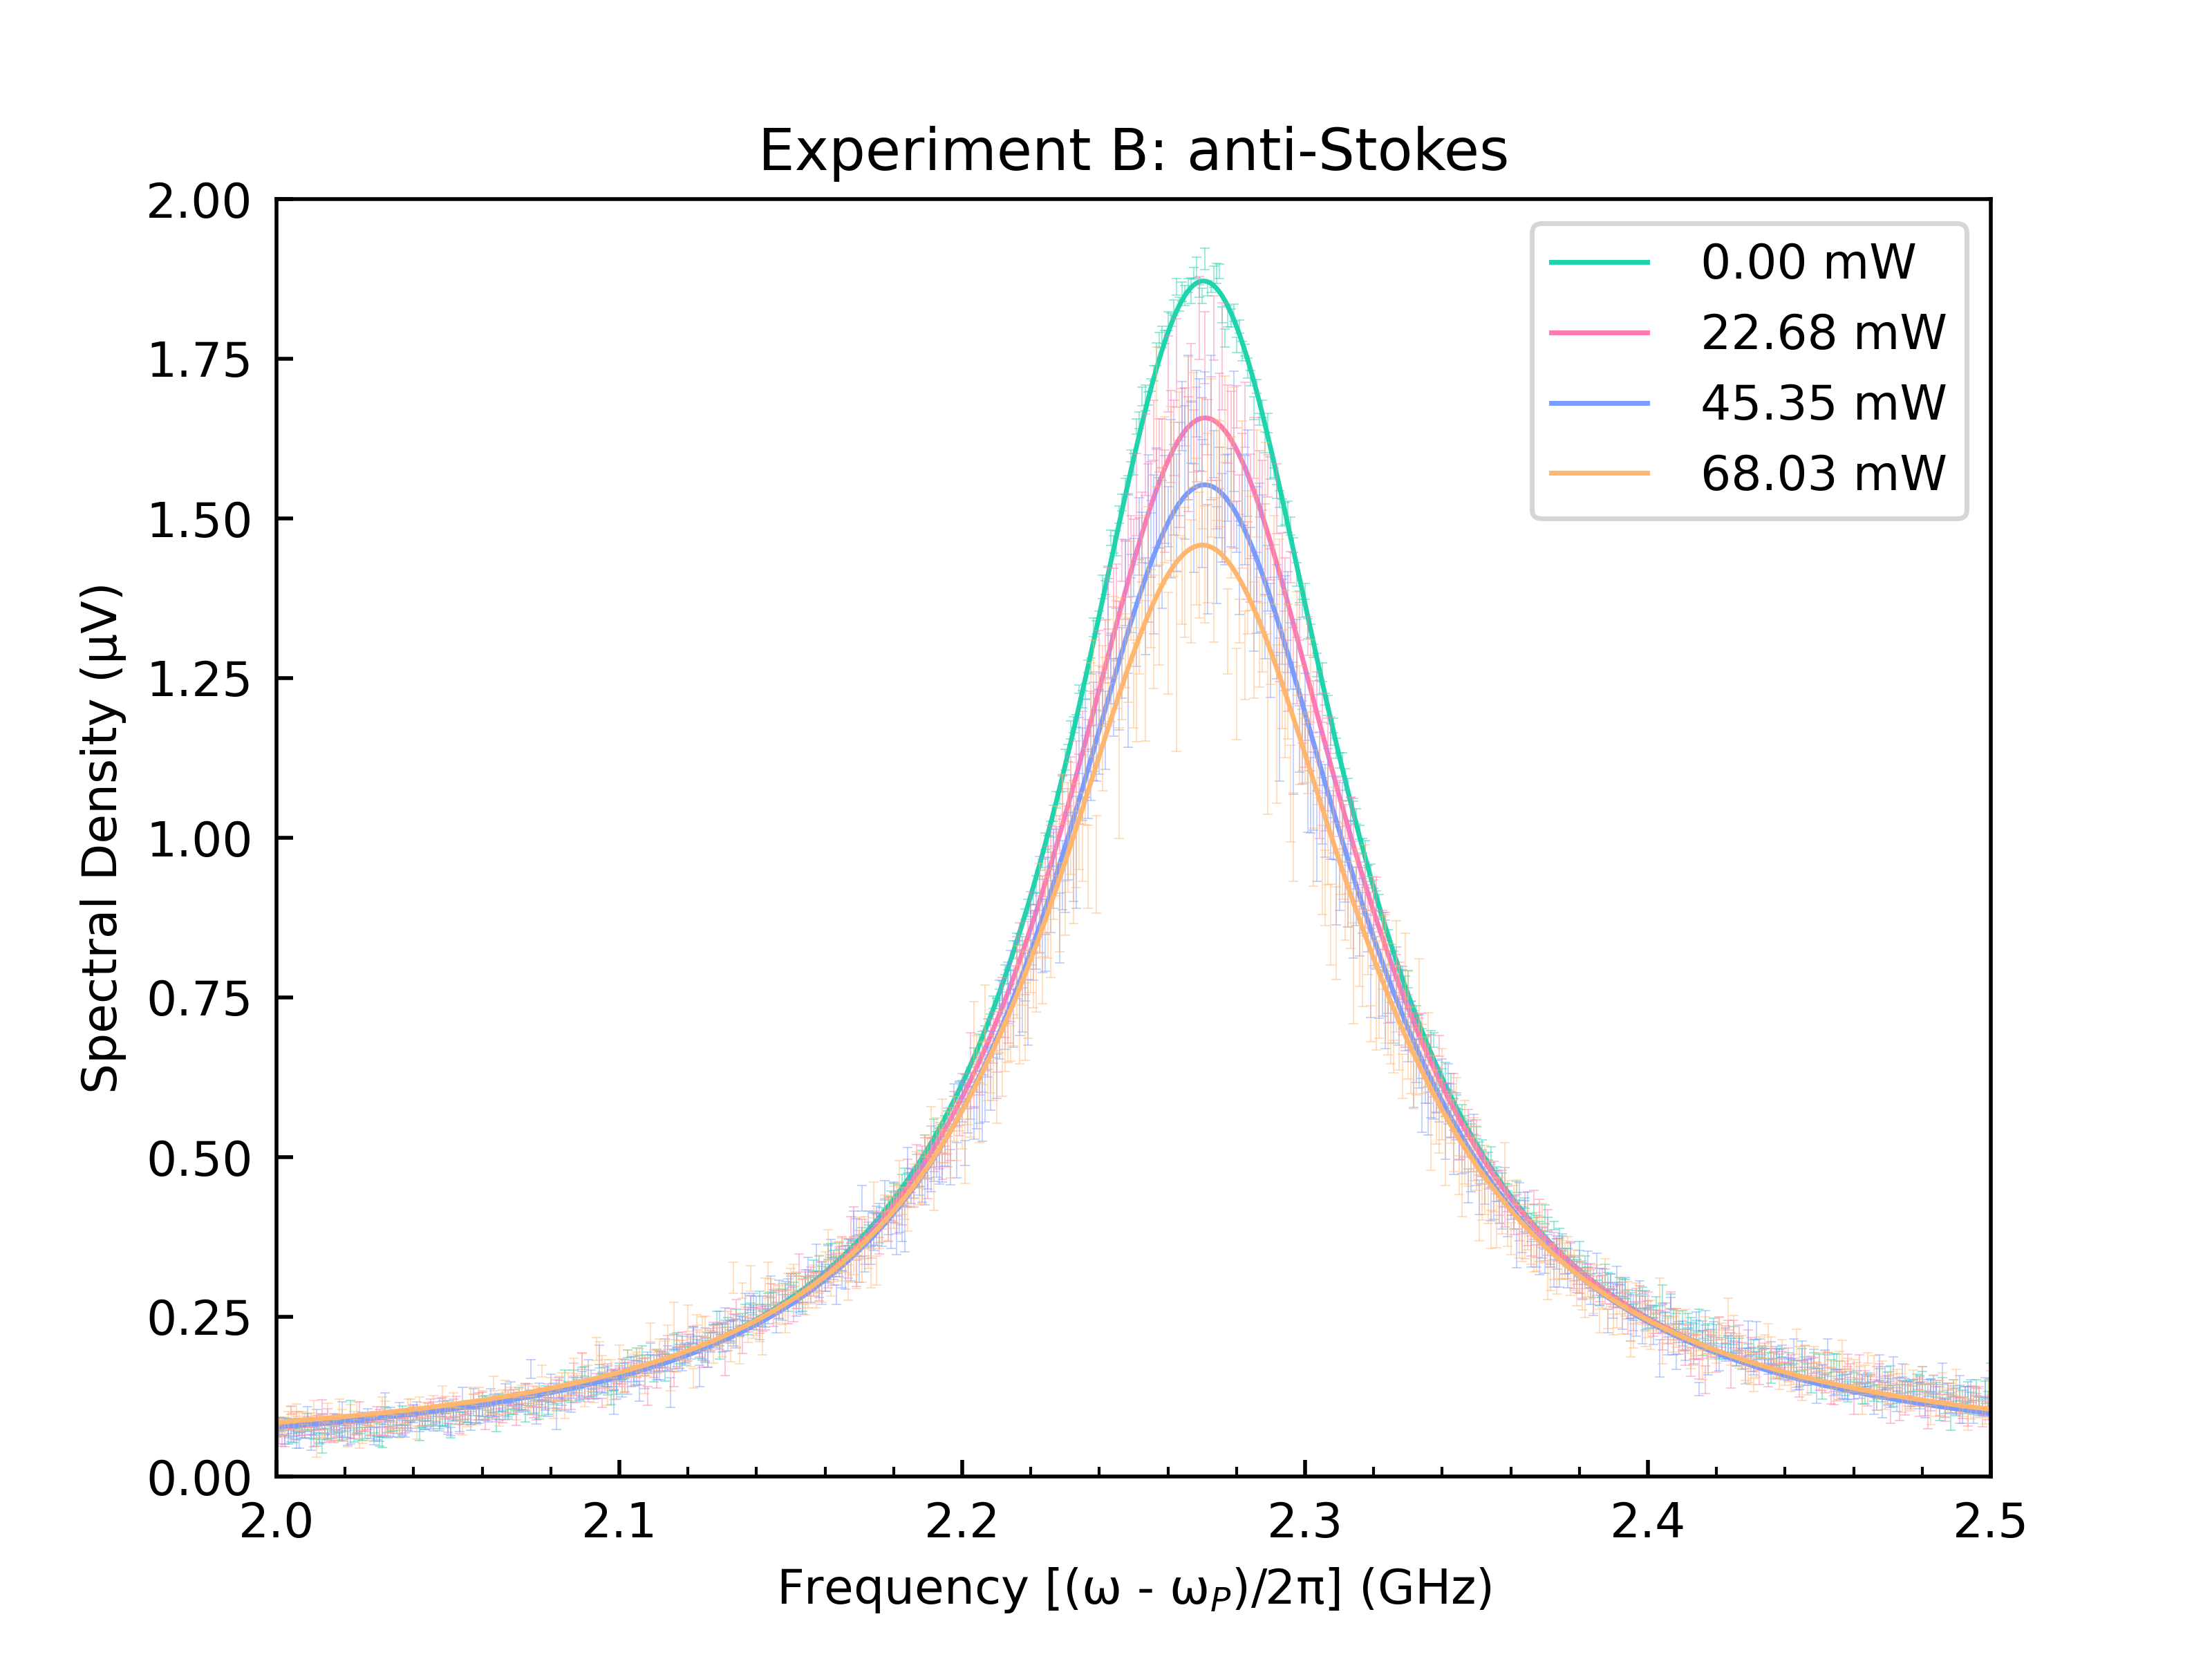 Experiment B: anti-Stokes
2.00
1.75
1.50
1.25
1.00
0.75
0.50
0.25
0.00
Spectral Density (μV)
0.00 mW
22.68 mW
45.35 mW
68.03 mW
2.0 2.1 2.2 2.3 2.4 2.5
Frequency [(ω - ωP)/2π] (GHz)